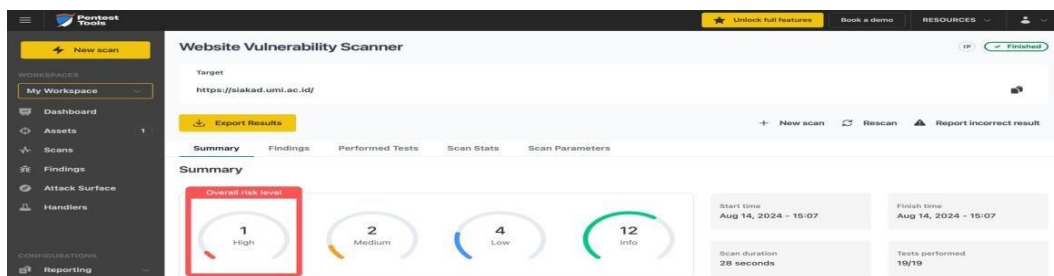 Pentest
Tools
Unlock full features
Book a demo
RESOURCES
New scan
WORKSPACES
My Workspace
Dashboard
Assets 1
Scans
Findings
Attack Surface
Handlers
CONFIGURATIONS
Reporting
Website Vulnerability Scanner
IP
Finished
Target
https://siakad.umi.ac.id/
Export Results
New scan
Rescan
Report incorrect result
Summary Findings Performed Tests Scan Stats Scan Parameters
Summary
Overall risk level
1
High
2
Medium
4
Low
12
Info
Start time
Aug 14, 2024 - 15:07
Finish time
Aug 14, 2024 - 15:07
Scan duration
28 seconds
Tests performed
19/19